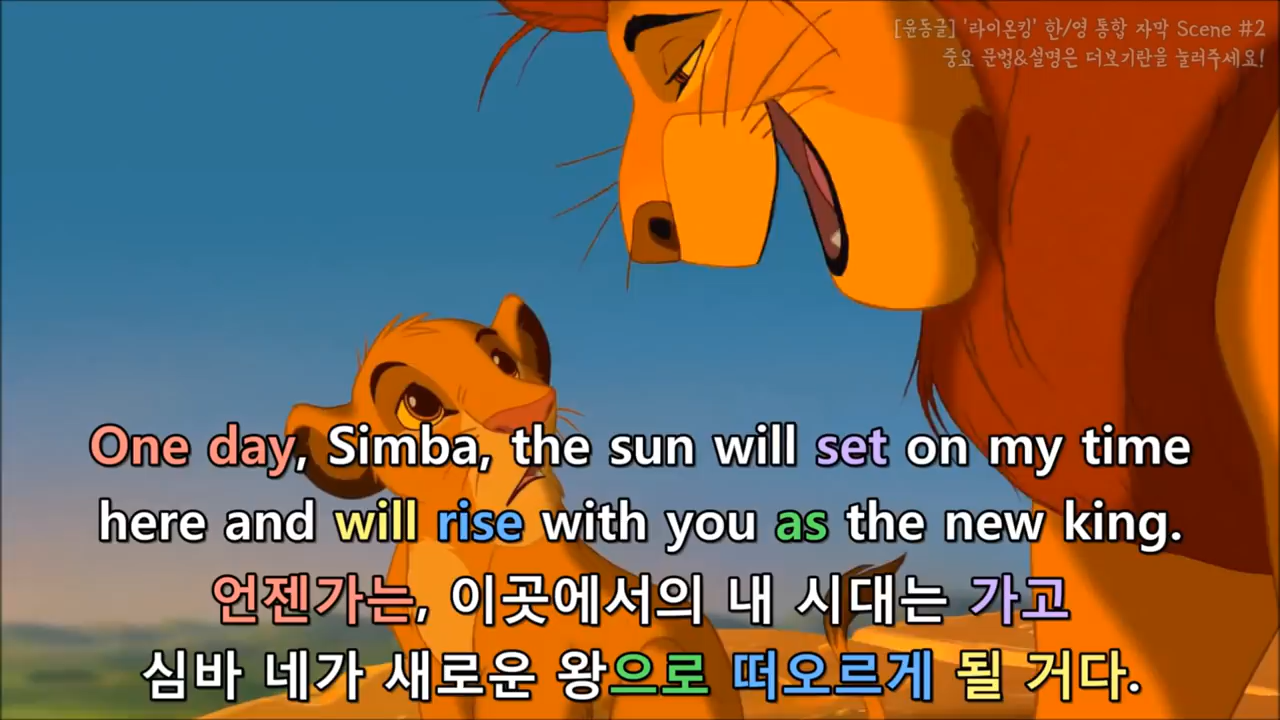 [윤동글] '라이온킹' 한/영 통합 자막 Scene #2
중요 문법&설명은 더보기란을 눌러주세요!
One day, Simba, the sun will set on my time
here and will rise with you as the new king.
언젠가는, 이곳에서의 내 시대는 가고
심바 네가 새로운 왕으로 떠오르게 될 거다.